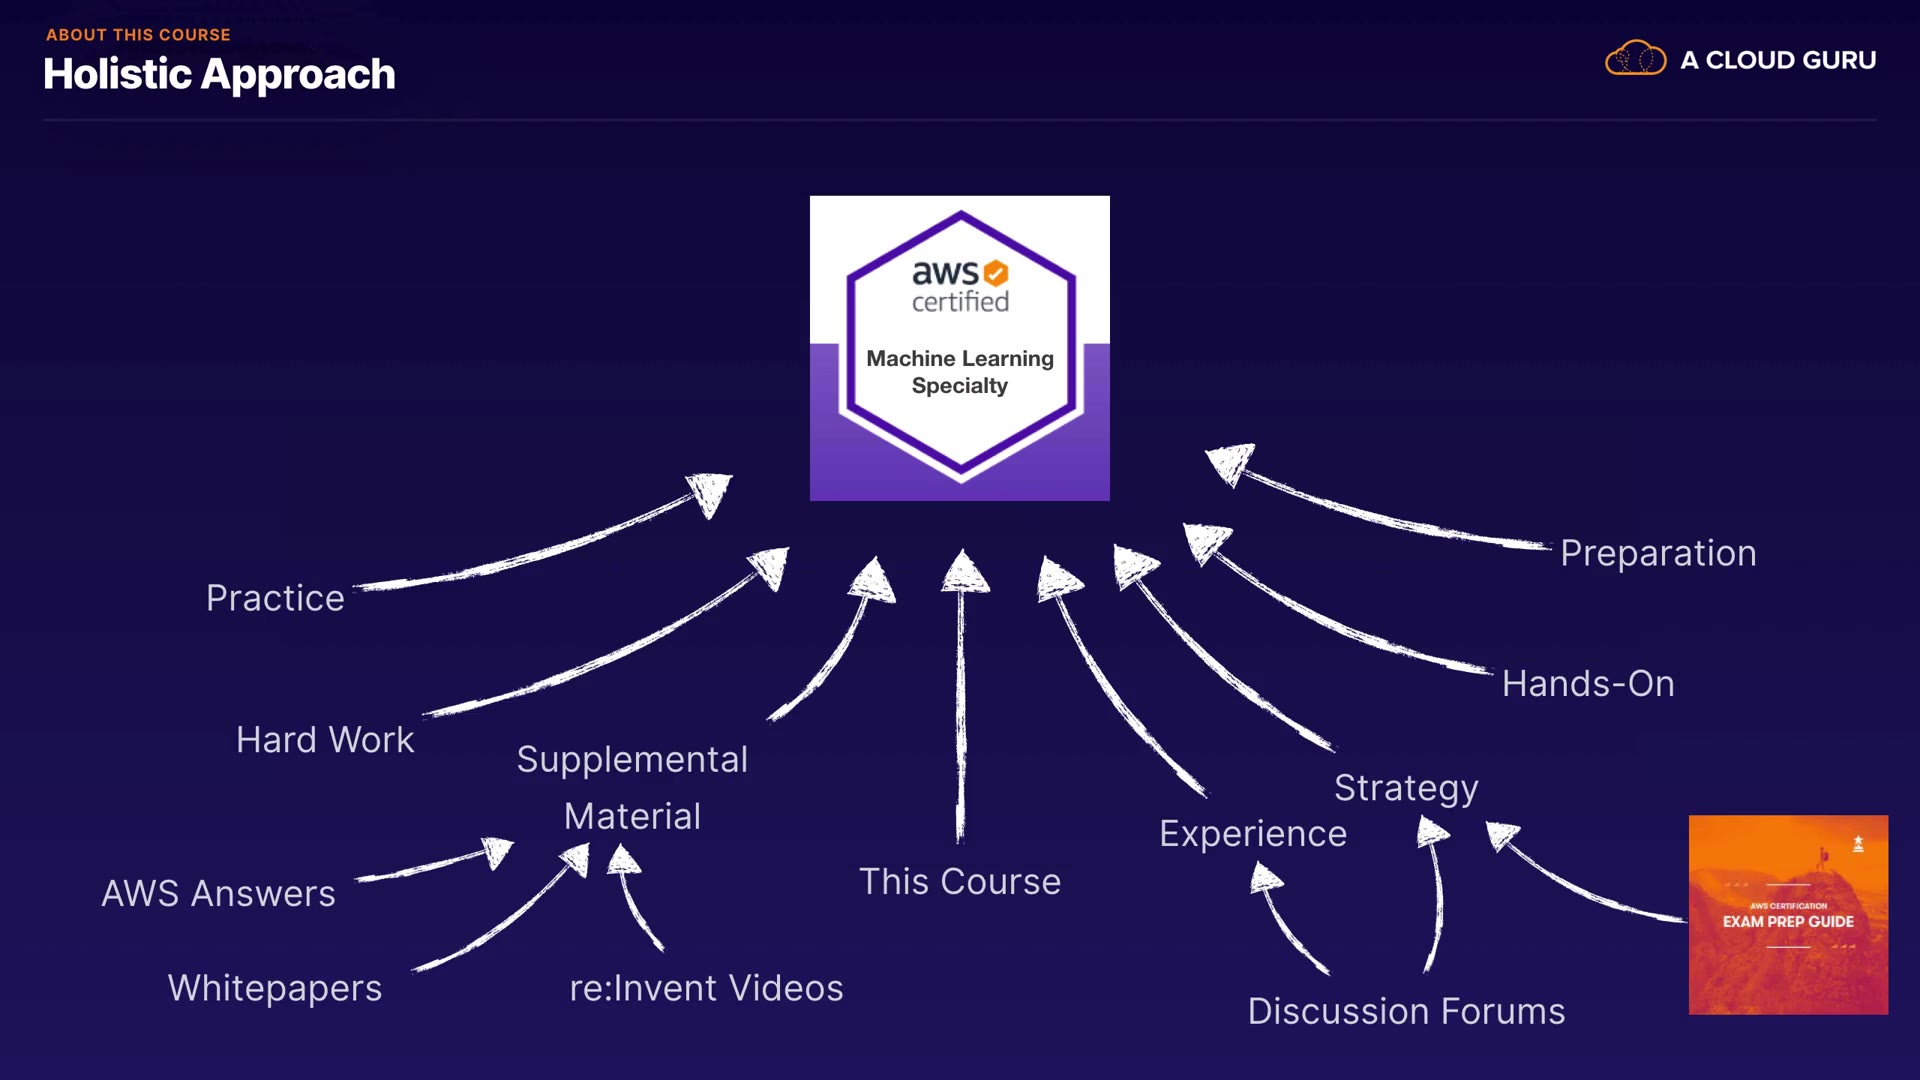 ABOUT THIS COURSE
Holistic Approach
A CLOUD GURU
aws
certified
Machine Learning
Specialty
Preparation
Practice
Hands-On
Hard Work
Supplemental
Material
Strategy
Experience
This Course
AWS Answers
AWS CERTIFICATION
EXAM PREP GUIDE
Whitepapers
re:Invent Videos
Discussion Forums